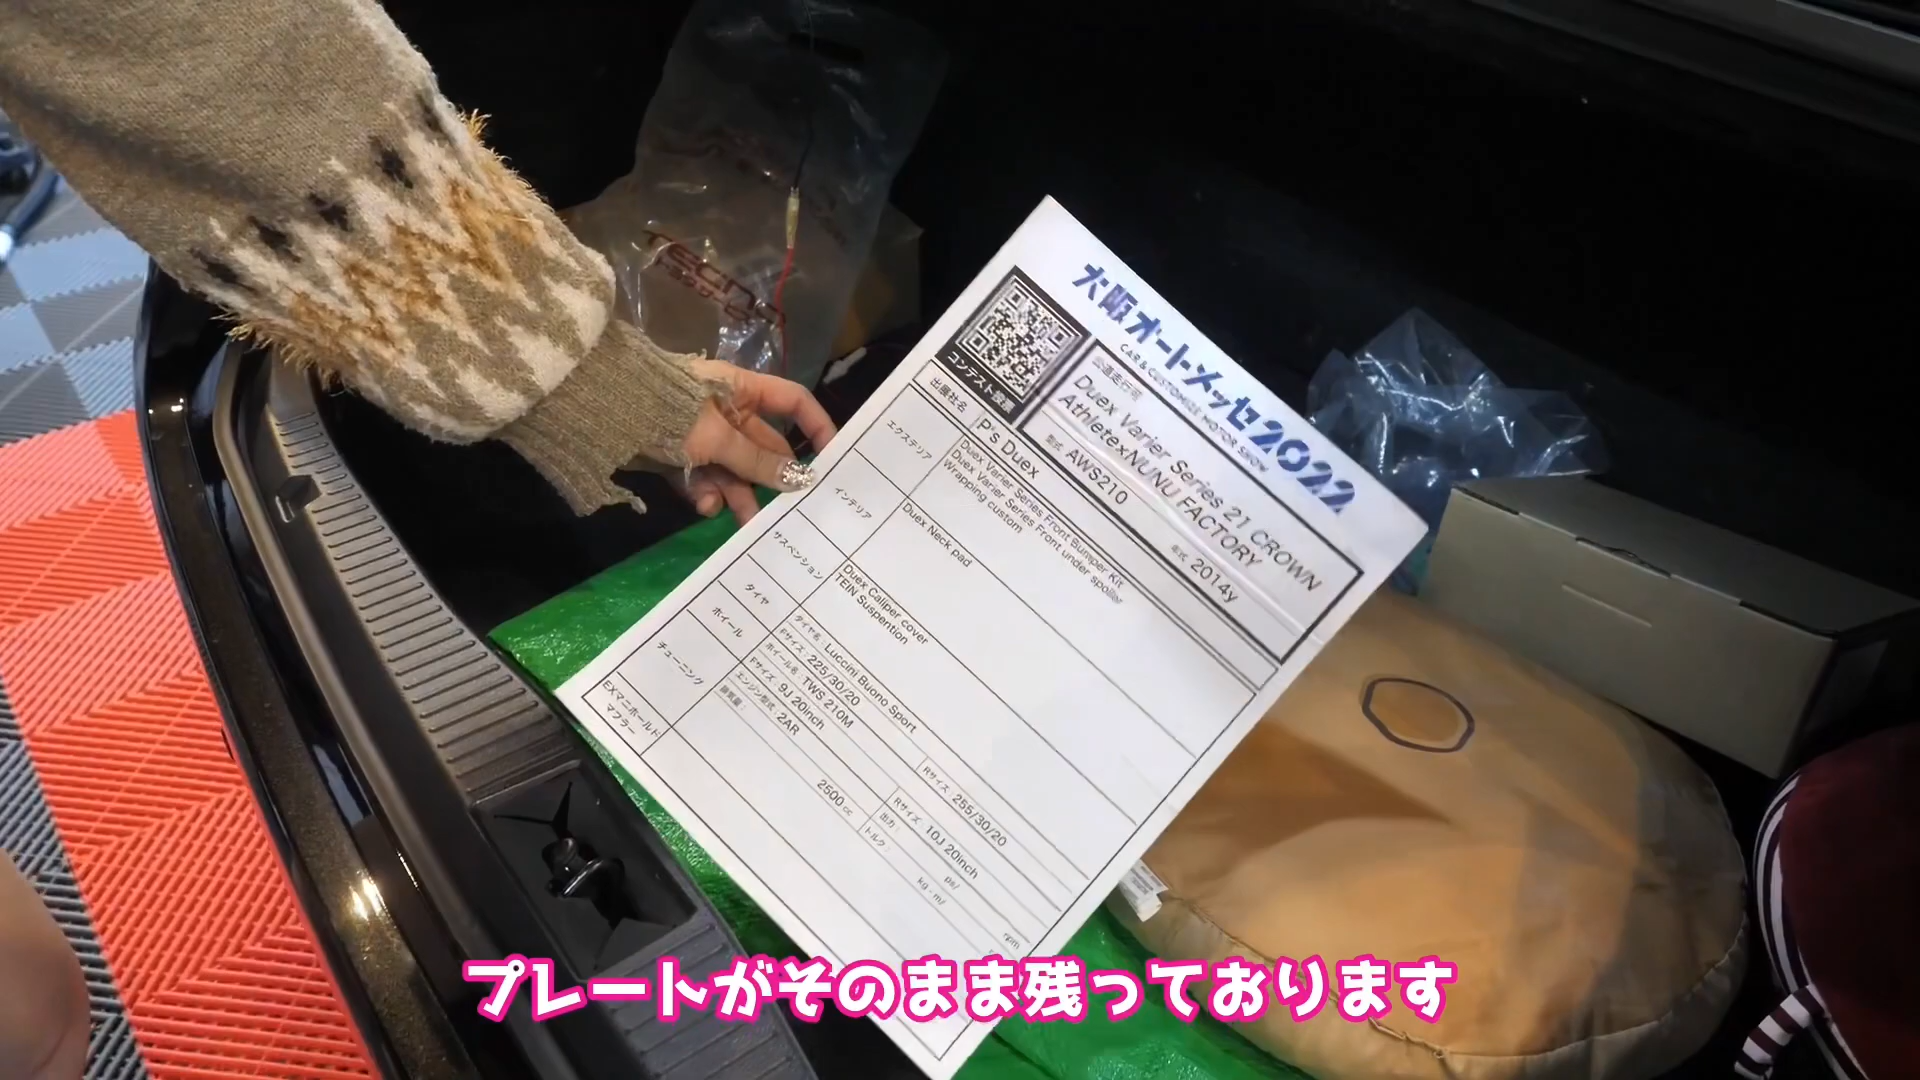 大阪オートメッセ2022
CAR & CUSTOMIZE MOTOR SHOW
コンテスト投票
公道走行可
Duex Varier Series 21 CROWN
AthletexNUNU FACTORY
型式 AWS210
年式 2014y
出展社名
P's Duex
エクステリア
Duex Varier Series Front Bumper Kit
Duex Varier Series Front under spoiler
Wrapping custom
インテリア
Duex Neck pad
サスペンション
Duex Caliper cover
TEIN Suspention
タイヤ
タイヤ名: Luccini Buono Sport
Fサイズ: 225/30/20
Rサイズ: 255/30/20
ホイール
ホイール名: TWS 210M
Fサイズ: 9J 20inch
Rサイズ: 10J 20inch
チューニング
エンジン型式: 2AR
出力:
ps/
rpm
排気量:
2500 cc
トルク:
kg・m/
EXマニホールド
マフラー
プレートがそのまま残っております